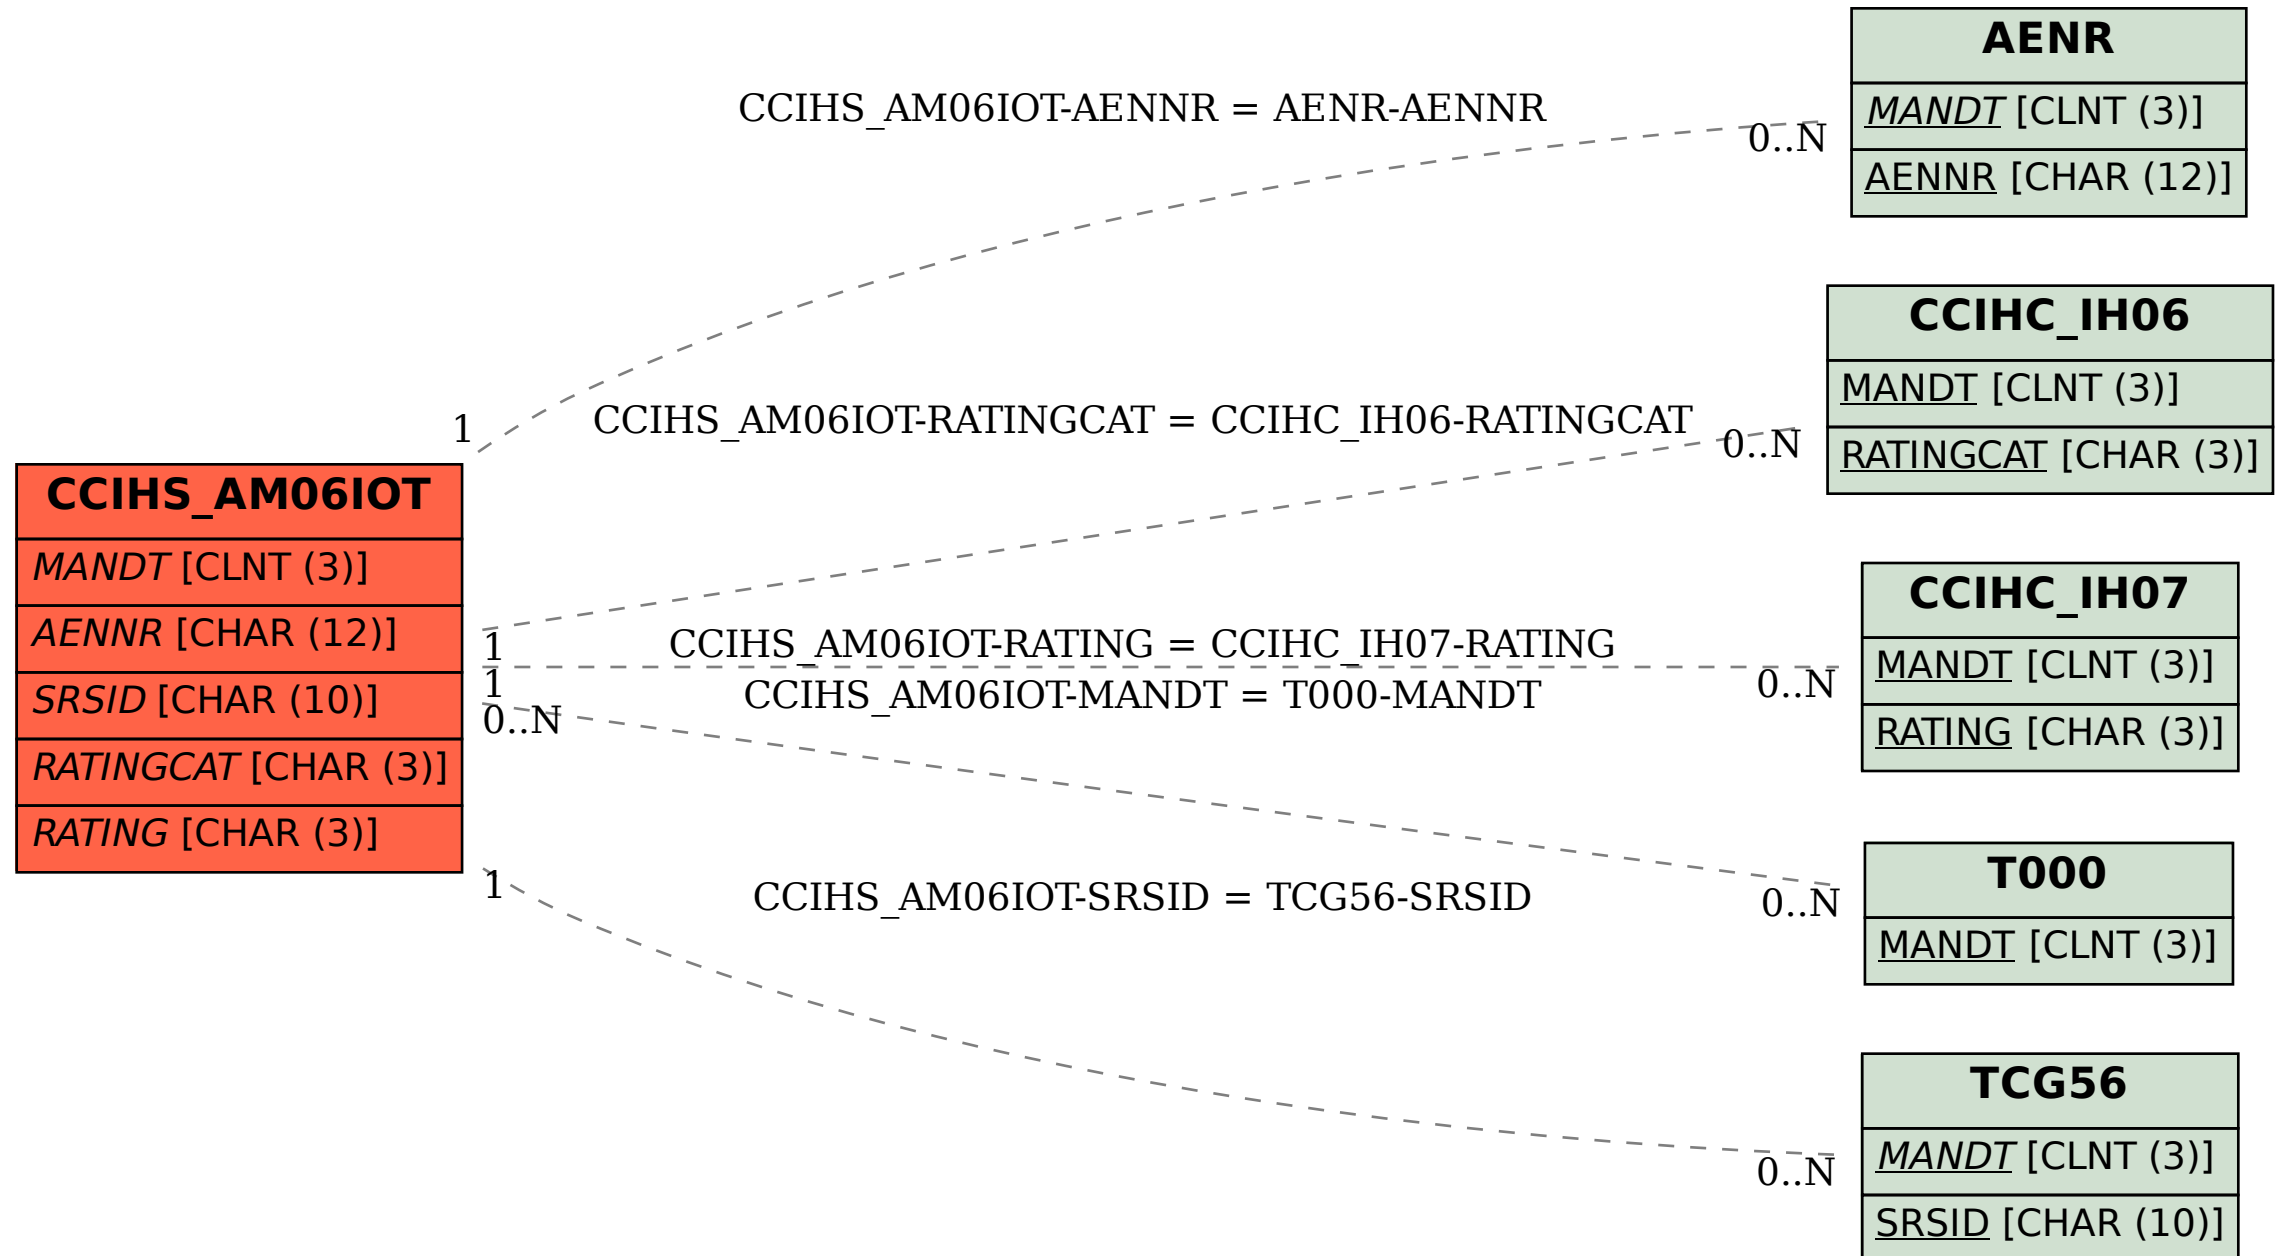 AENR
MANDT [CLNT (3)]
AENNR [CHAR (12)]
CCIHS_AM06IOT-AENNR = AENR-AENNR
0..N
1
CCIHC_IH06
MANDT [CLNT (3)]
RATINGCAT [CHAR (3)]
CCIHS_AM06IOT-RATINGCAT = CCIHC_IH06-RATINGCAT
0..N
1
CCIHS_AM06IOT
MANDT [CLNT (3)]
AENNR [CHAR (12)]
SRSID [CHAR (10)]
RATINGCAT [CHAR (3)]
RATING [CHAR (3)]
CCIHS_AM06IOT-RATING = CCIHC_IH07-RATING
1
0..N
CCIHC_IH07
MANDT [CLNT (3)]
RATING [CHAR (3)]
CCIHS_AM06IOT-MANDT = T000-MANDT
0..N
0..N
T000
MANDT [CLNT (3)]
CCIHS_AM06IOT-SRSID = TCG56-SRSID
1
0..N
TCG56
MANDT [CLNT (3)]
SRSID [CHAR (10)]